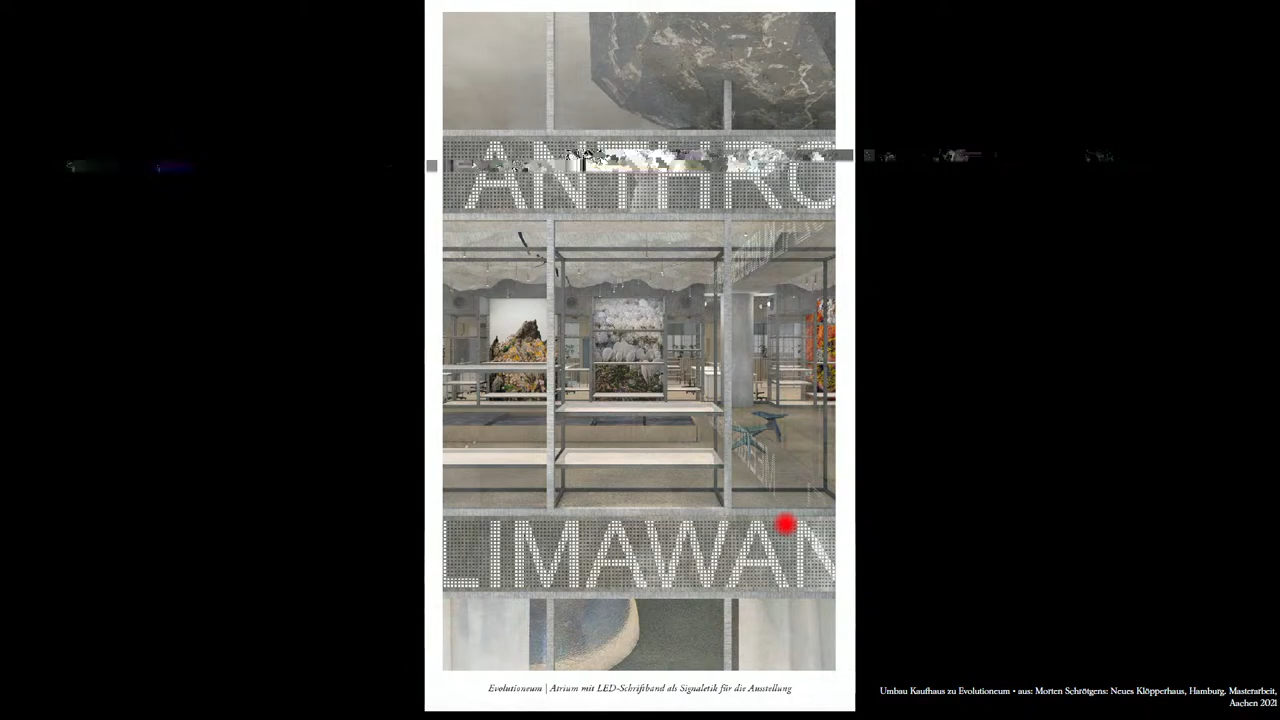 ANTHRO
LIMAWAN
Evolutioneum | Atrium mit LED-Schriftband als Signaletik für die Ausstellung
Umbau Kaufhaus zu Evolutioneum • aus: Morten Schrötgens: Neues Klöpperhaus, Hamburg, Masterarbeit,
Aachen 2021